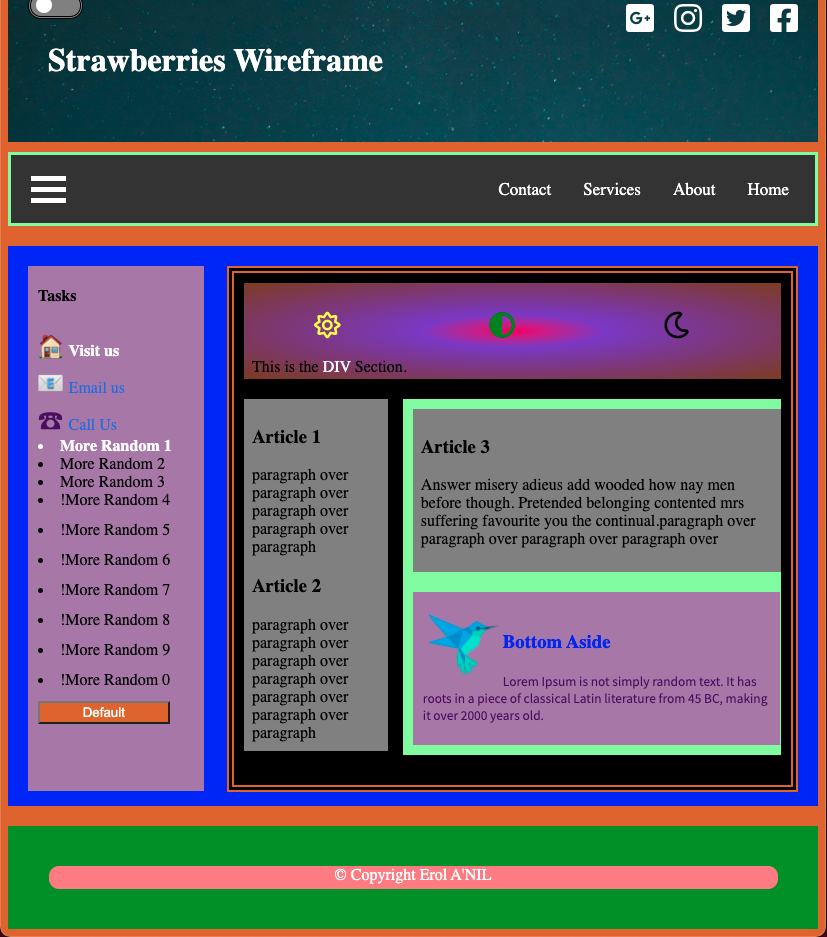 Strawberries Wireframe
Contact Services About Home
Tasks
Visit us
Email us
Call Us
More Random 1
More Random 2
More Random 3
!More Random 4
!More Random 5
!More Random 6
!More Random 7
!More Random 8
!More Random 9
!More Random 0
Default
This is the DIV Section.
Article 1
paragraph over
paragraph over
paragraph over
paragraph over
paragraph
Article 2
paragraph over
paragraph over
paragraph over
paragraph over
paragraph over
paragraph over
paragraph
Article 3
Answer misery adieus add wooded how nay men
before though. Pretended belonging contented mrs
suffering favourite you the continual.paragraph over
paragraph over paragraph over paragraph over
Bottom Aside
Lorem Ipsum is not simply random text. It has
roots in a piece of classical Latin literature from 45 BC, making
it over 2000 years old.
© Copyright Erol A'NIL